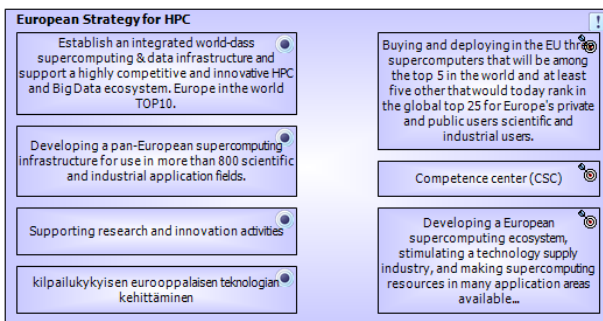 European Strategy for HPC
!
Establish an integrated world-class
supercomputing & data infrastructure and
support a highly competitive and innovative HPC
and Big Data ecosystem. Europe in the world
TOP10.
Developing a pan-European supercomputing
infrastructure for use in more than 800 scientific
and industrial application fields.
Supporting research and innovation activities
kilpailukykyisen eurooppalaisen teknologian
kehittäminen
Buying and deploying in the EU three
supercomputers that will be among
the top 5 in the world and at least
five other that would today rank in
the global top 25 for Europe's private
and public users scientific and
industrial users.
Competence center (CSC)
Developing a European
supercomputing ecosystem,
stimulating a technology supply
industry, and making supercomputing
resources in many application areas
available...